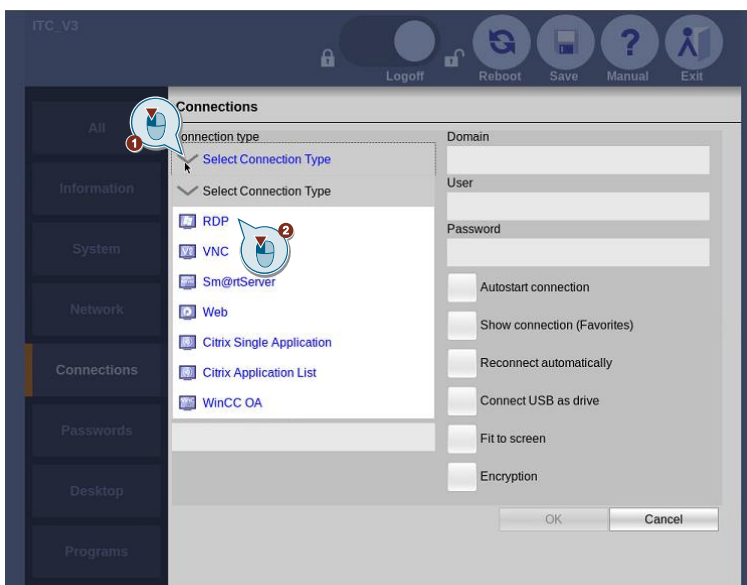 ITC_V3
Logoff
Reboot
Save
Manual
Exit
All
Information
System
Network
Connections
Passwords
Desktop
Programs
Connections
onnection type
Select Connection Type
Select Connection Type
RDP
VNC
Sm@rtServer
Web
Citrix Single Application
Citrix Application List
WinCC OA
1
2
Domain
User
Password
Autostart connection
Show connection (Favorites)
Reconnect automatically
Connect USB as drive
Fit to screen
Encryption
OK
Cancel